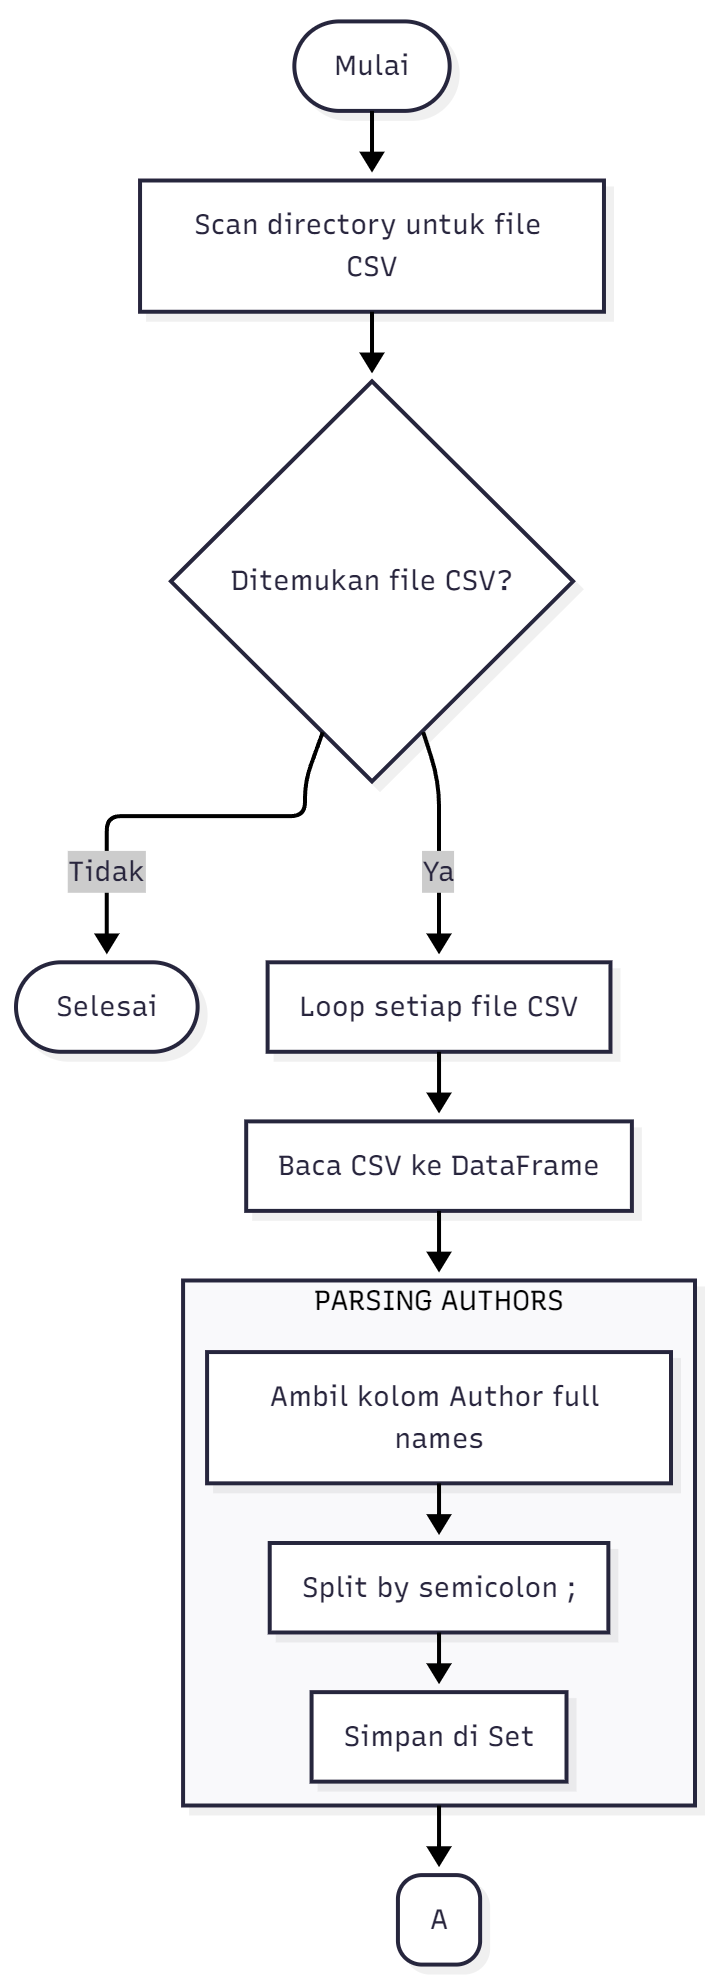 Mulai
Scan directory untuk file
CSV
Ditemukan file CSV?
Tidak
Ya
Selesai
Loop setiap file CSV
Baca CSV ke DataFrame
PARSING AUTHORS
Ambil kolom Author full
names
Split by semicolon ;
Simpan di Set
A